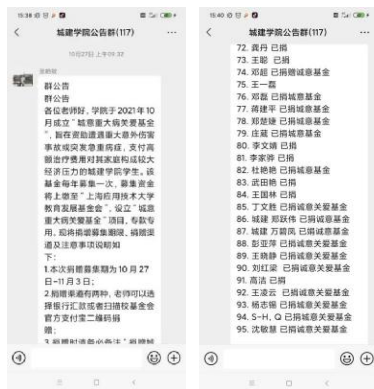 15:38
城建学院公告群(117)
10月27日 上午09:33
群公告
群公告
各位老师好，学院于2021年10
月成立“城意重大病关爱基金
”，旨在资助遭遇重大意外伤害
事故或突发急重病症，支付高
额治疗费用对其家庭构成较大
经济压力的城建学院学生。该
基金每年募集一次，募集资金
将上缴至“上海应用技术大学
教育发展基金会”，设立“城意
重大病关爱基金”项目，专款专
用。现将捐赠募集期限、捐赠渠
道及注意事项说明如
下：
1.本次捐赠募集期为10月27
日-11月3日；
2.捐赠渠道有两种，老师可以选
择银行汇款或者扫描校基金会
官方支付宝二维码捐
赠；
15:40
城建学院公告群(117)
72. 龚丹 已捐
73. 王聪 已捐
74. 邓超 已捐赠诚意基金
75. 王一磊
76. 邓磊 已捐城意基金
77. 蒋建平 已捐城意基金
78. 郑楚婕 已捐城意基金
79. 庄葳 已捐城意基金
80. 李文婧 已捐
81. 李家骅 已捐
82. 杜艳艳 已捐城意基金
83. 武田艳 已捐
84. 王国林 已捐
85. 丁文胜 已捐城意关爱基金
86. 城建 郑跃伟 已捐诚意基金
87. 城建 万碧凤 已捐城意基金
88. 彭亚萍 已捐城意关爱基金
89. 王晓静 已捐城意关爱基金
90. 刘红梁 已捐城意关爱基金
91. 高洁 已捐
92. 王凌云 已捐城意关爱基金
93. 杨志锡 已捐城意关爱基金
94. S-H, Q 已捐城意关爱基金
95. 沈敏慧 已捐城意关爱基金